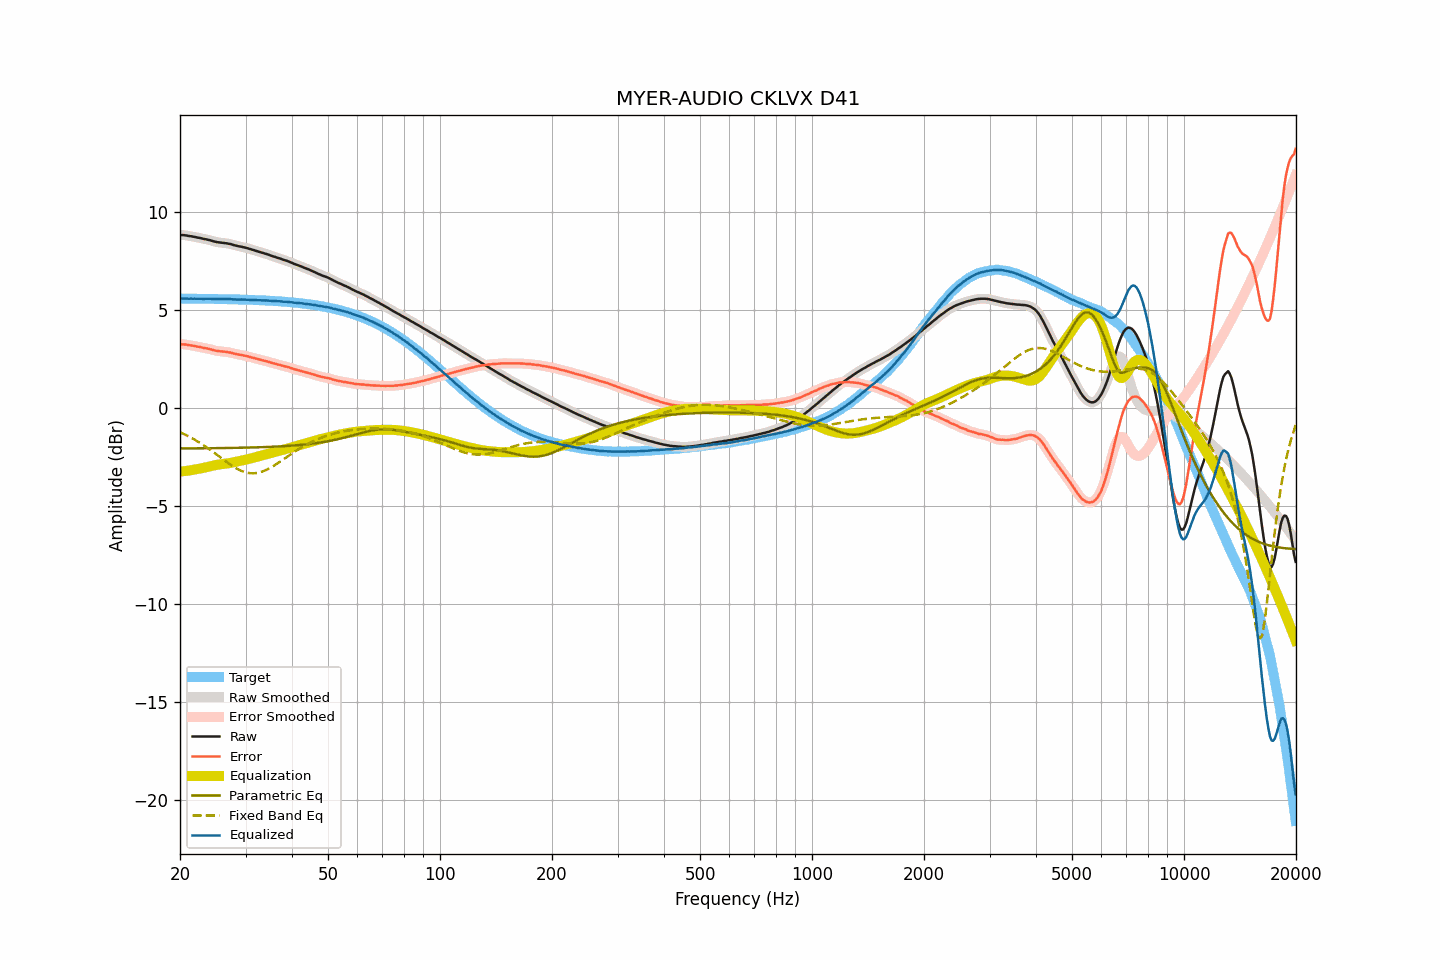 MYER-AUDIO CKLVX D41
Amplitude (dBr)
10
5
0
−5
−10
−15
−20
Target
Raw Smoothed
Error Smoothed
Raw
Error
Equalization
Parametric Eq
Fixed Band Eq
Equalized
20 50 100 200 500 1000 2000 5000 10000 20000
Frequency (Hz)